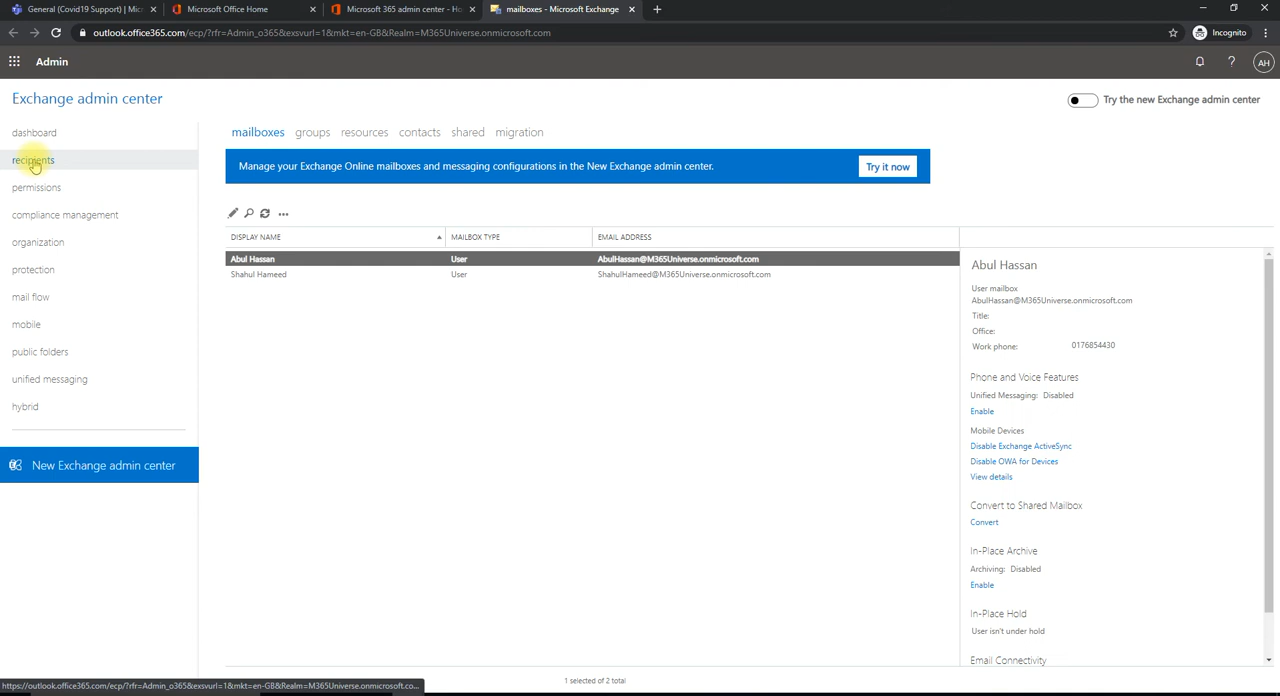 General (Covid19 Support) | Micr
Microsoft Office Home
Microsoft 365 admin center - Ho
mailboxes - Microsoft Exchange
outlook.office365.com/ecp/?rfr=Admin_o365&exsvurl=1&mkt=en-GB&Realm=M365Universe.onmicrosoft.com
Incognito
Admin
? AH
Exchange admin center
Try the new Exchange admin center
dashboard
recipients
permissions
compliance management
organization
protection
mail flow
mobile
public folders
unified messaging
hybrid
New Exchange admin center
mailboxes groups resources contacts shared migration
Manage your Exchange Online mailboxes and messaging configurations in the New Exchange admin center.
Try it now
DISPLAY NAME MAILBOX TYPE EMAIL ADDRESS
Abul Hassan User AbulHassan@M365Universe.onmicrosoft.com
Shahul Hameed User ShahulHameed@M365Universe.onmicrosoft.com
Abul Hassan
User mailbox
AbulHassan@M365Universe.onmicrosoft.com
Title:
Office:
Work phone: 0176854430
Phone and Voice Features
Unified Messaging: Disabled
Enable
Mobile Devices
Disable Exchange ActiveSync
Disable OWA for Devices
View details
Convert to Shared Mailbox
Convert
In-Place Archive
Archiving: Disabled
Enable
In-Place Hold
User isn't under hold
Email Connectivity
1 selected of 2 total
https://outlook.office365.com/ecp/?rfr=Admin_o365&exsvurl=1&mkt=en-GB&Realm=M365Universe.onmicrosoft.co...